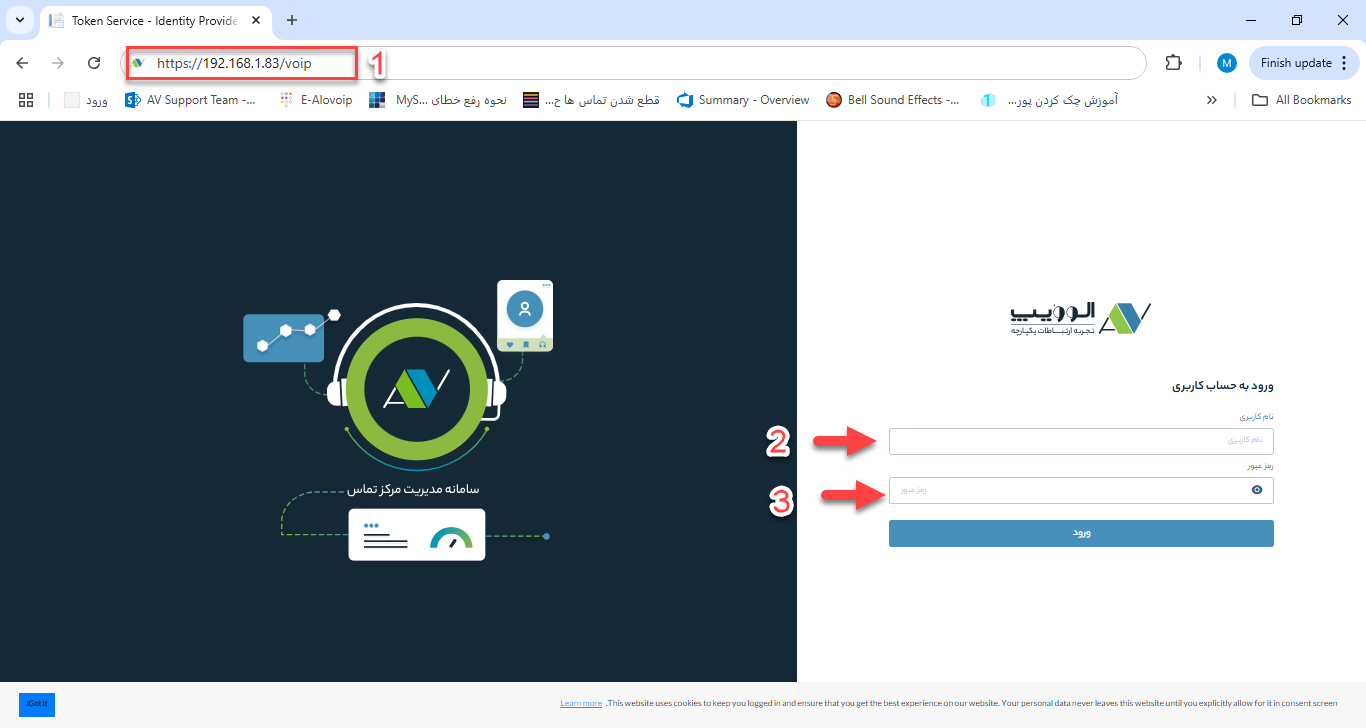 Token Service - Identity Provide
https://192.168.1.83/voip
1
M
Finish update
ورود
AV Support Team -...
E-Alovoip
نحوه رفع خطای MyS...
قطع شدن تماس ها ح...
Summary - Overview
Bell Sound Effects -...
آموزش چک کردن پور...
All Bookmarks
الوویپ
تجربه ارتباطات یکپارچه
ورود به حساب کاربری
نام کاربری
2
نام کاربری
رمز عبور
3
رمز عبور
ورود
سامانه مدیریت مرکز تماس
!Got it
Learn more .This website uses cookies to keep you logged in and ensure that you get the best experience on our website. Your personal data never leaves this website until you explicitly allow for it in consent screen